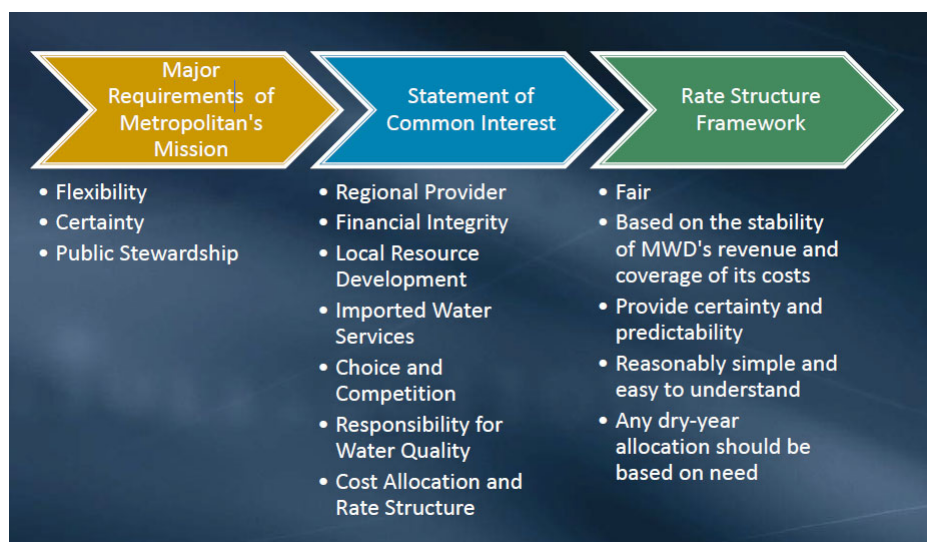 Major
Requirements of
Metropolitan's
Mission
• Flexibility
• Certainty
• Public Stewardship
Statement of
Common Interest
• Regional Provider
• Financial Integrity
• Local Resource
Development
• Imported Water
Services
• Choice and
Competition
• Responsibility for
Water Quality
• Cost Allocation and
Rate Structure
Rate Structure
Framework
• Fair
• Based on the stability
of MWD's revenue and
coverage of its costs
• Provide certainty and
predictability
• Reasonably simple and
easy to understand
• Any dry-year
allocation should be
based on need